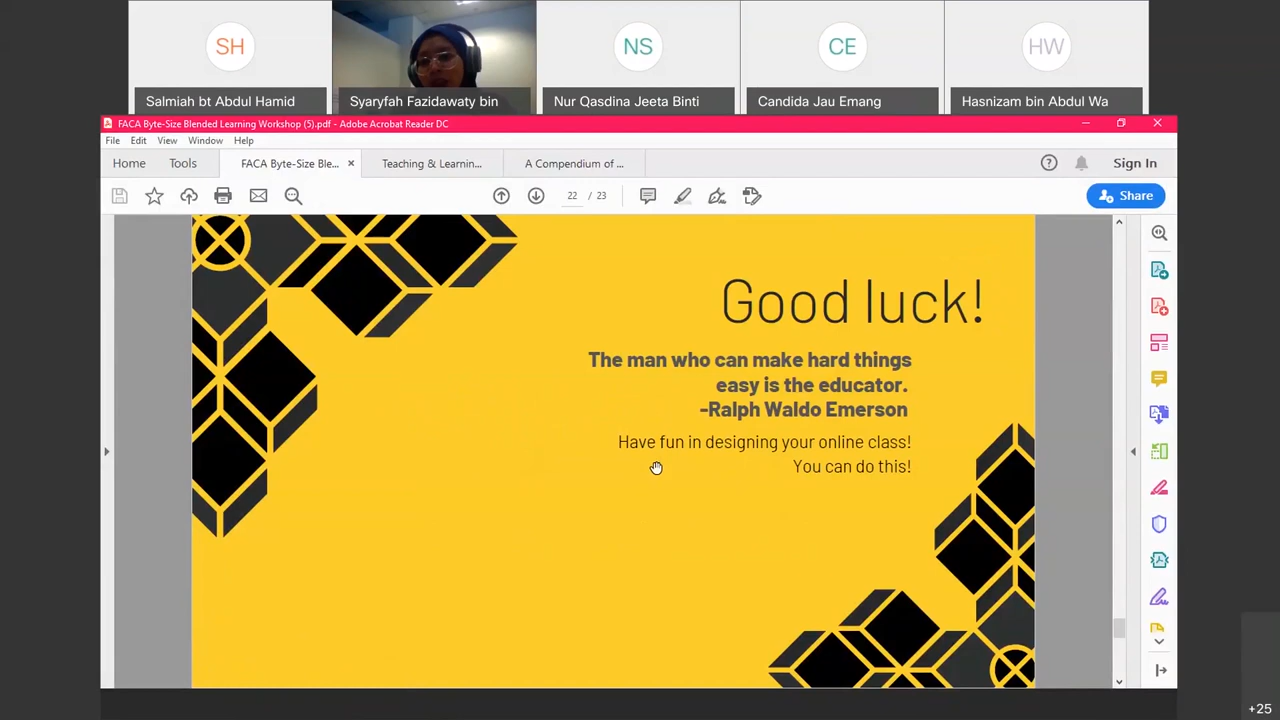 SH
NS
CE
HW
Salmiah bt Abdul Hamid
Syaryfah Fazidawaty bin
Nur Qasdina Jeeta Binti
Candida Jau Emang
Hasnizam bin Abdul Wa
FACA Byte-Size Blended Learning Workshop (5).pdf - Adobe Acrobat Reader DC
File Edit View Window Help
Home Tools FACA Byte-Size Ble... Teaching & Learnin... A Compendium of ... Sign In
22 / 23 Share
Good luck!
The man who can make hard things
easy is the educator.
-Ralph Waldo Emerson
Have fun in designing your online class!
You can do this!
+25